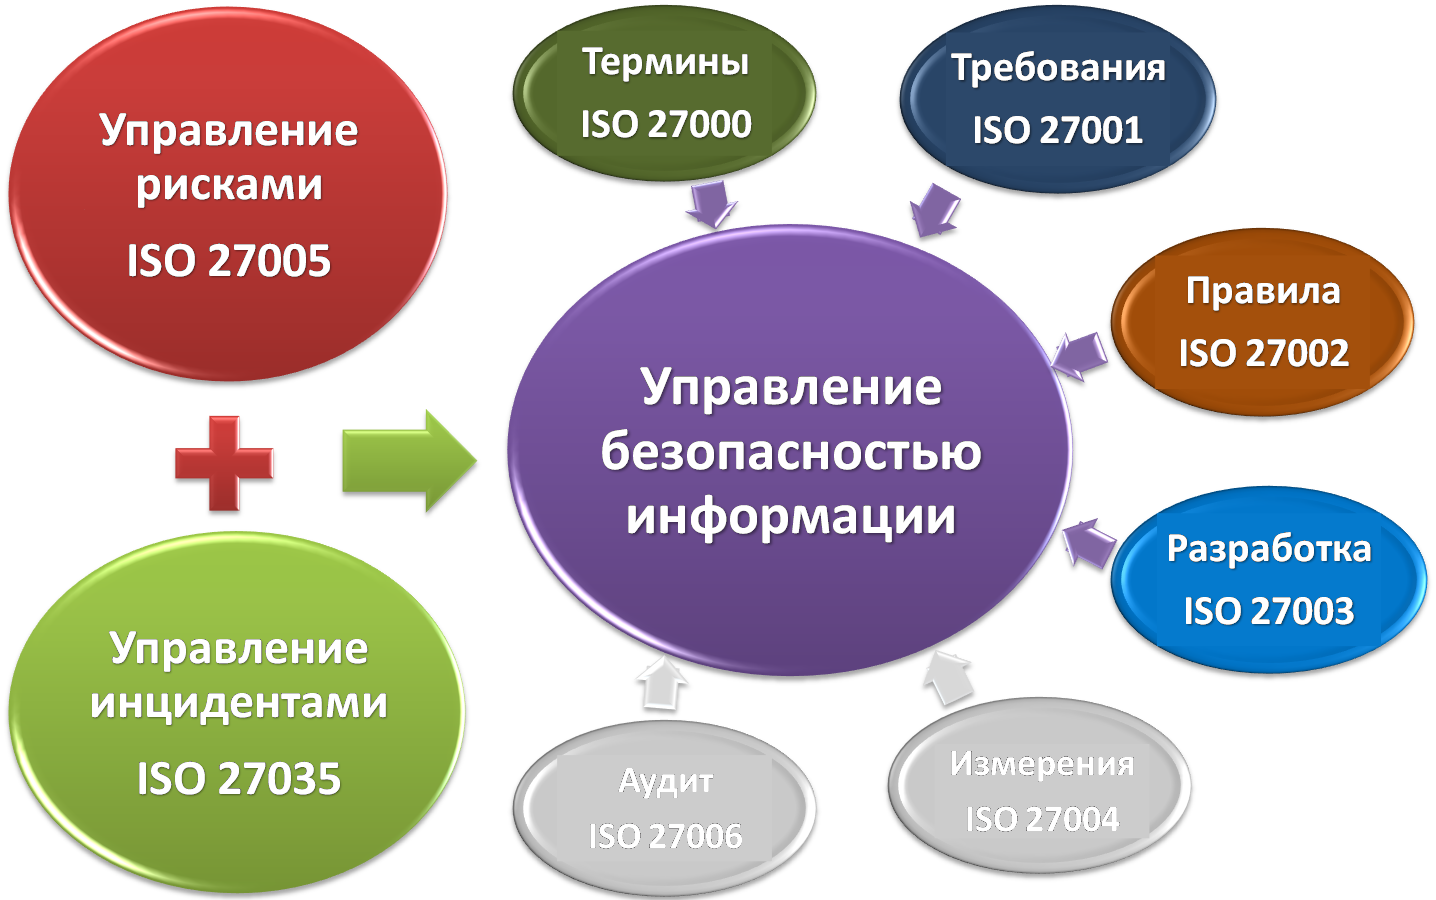 Управление
рисками
ISO 27005
Управление
инцидентами
ISO 27035
Термины
ISO 27000
Требования
ISO 27001
Правила
ISO 27002
Разработка
ISO 27003
Управление
безопасностью
информации
Измерения
ISO 27004
Аудит
ISO 27006